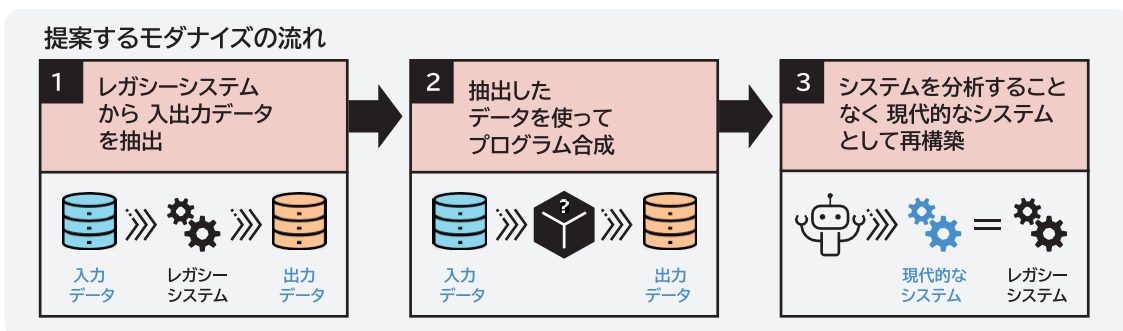 提案するモダナイズの流れ
1
レガシーシステム
から 入出力データ
を抽出
入力
データ
レガシー
システム
出力
データ
2
抽出した
データを使って
プログラム合成
?
入力
データ
出力
データ
3
システムを分析すること
なく 現代的なシステム
として再構築
現代的な
システム
=
レガシー
システム